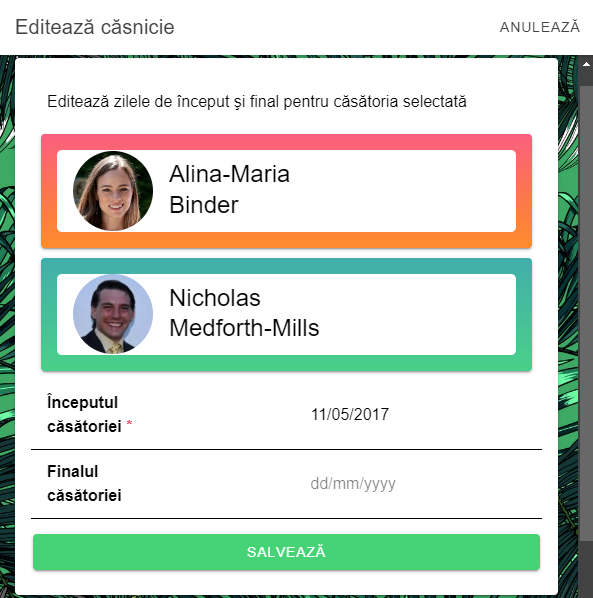 Editează căsnicie
ANULEAZĂ
Editează zilele de început și final pentru căsătoria selectată
Alina-Maria
Binder
Nicholas
Medforth-Mills
Începutul
căsătoriei *
11/05/2017
Finalul
căsătoriei
dd/mm/yyyy
SALVEAZĂ